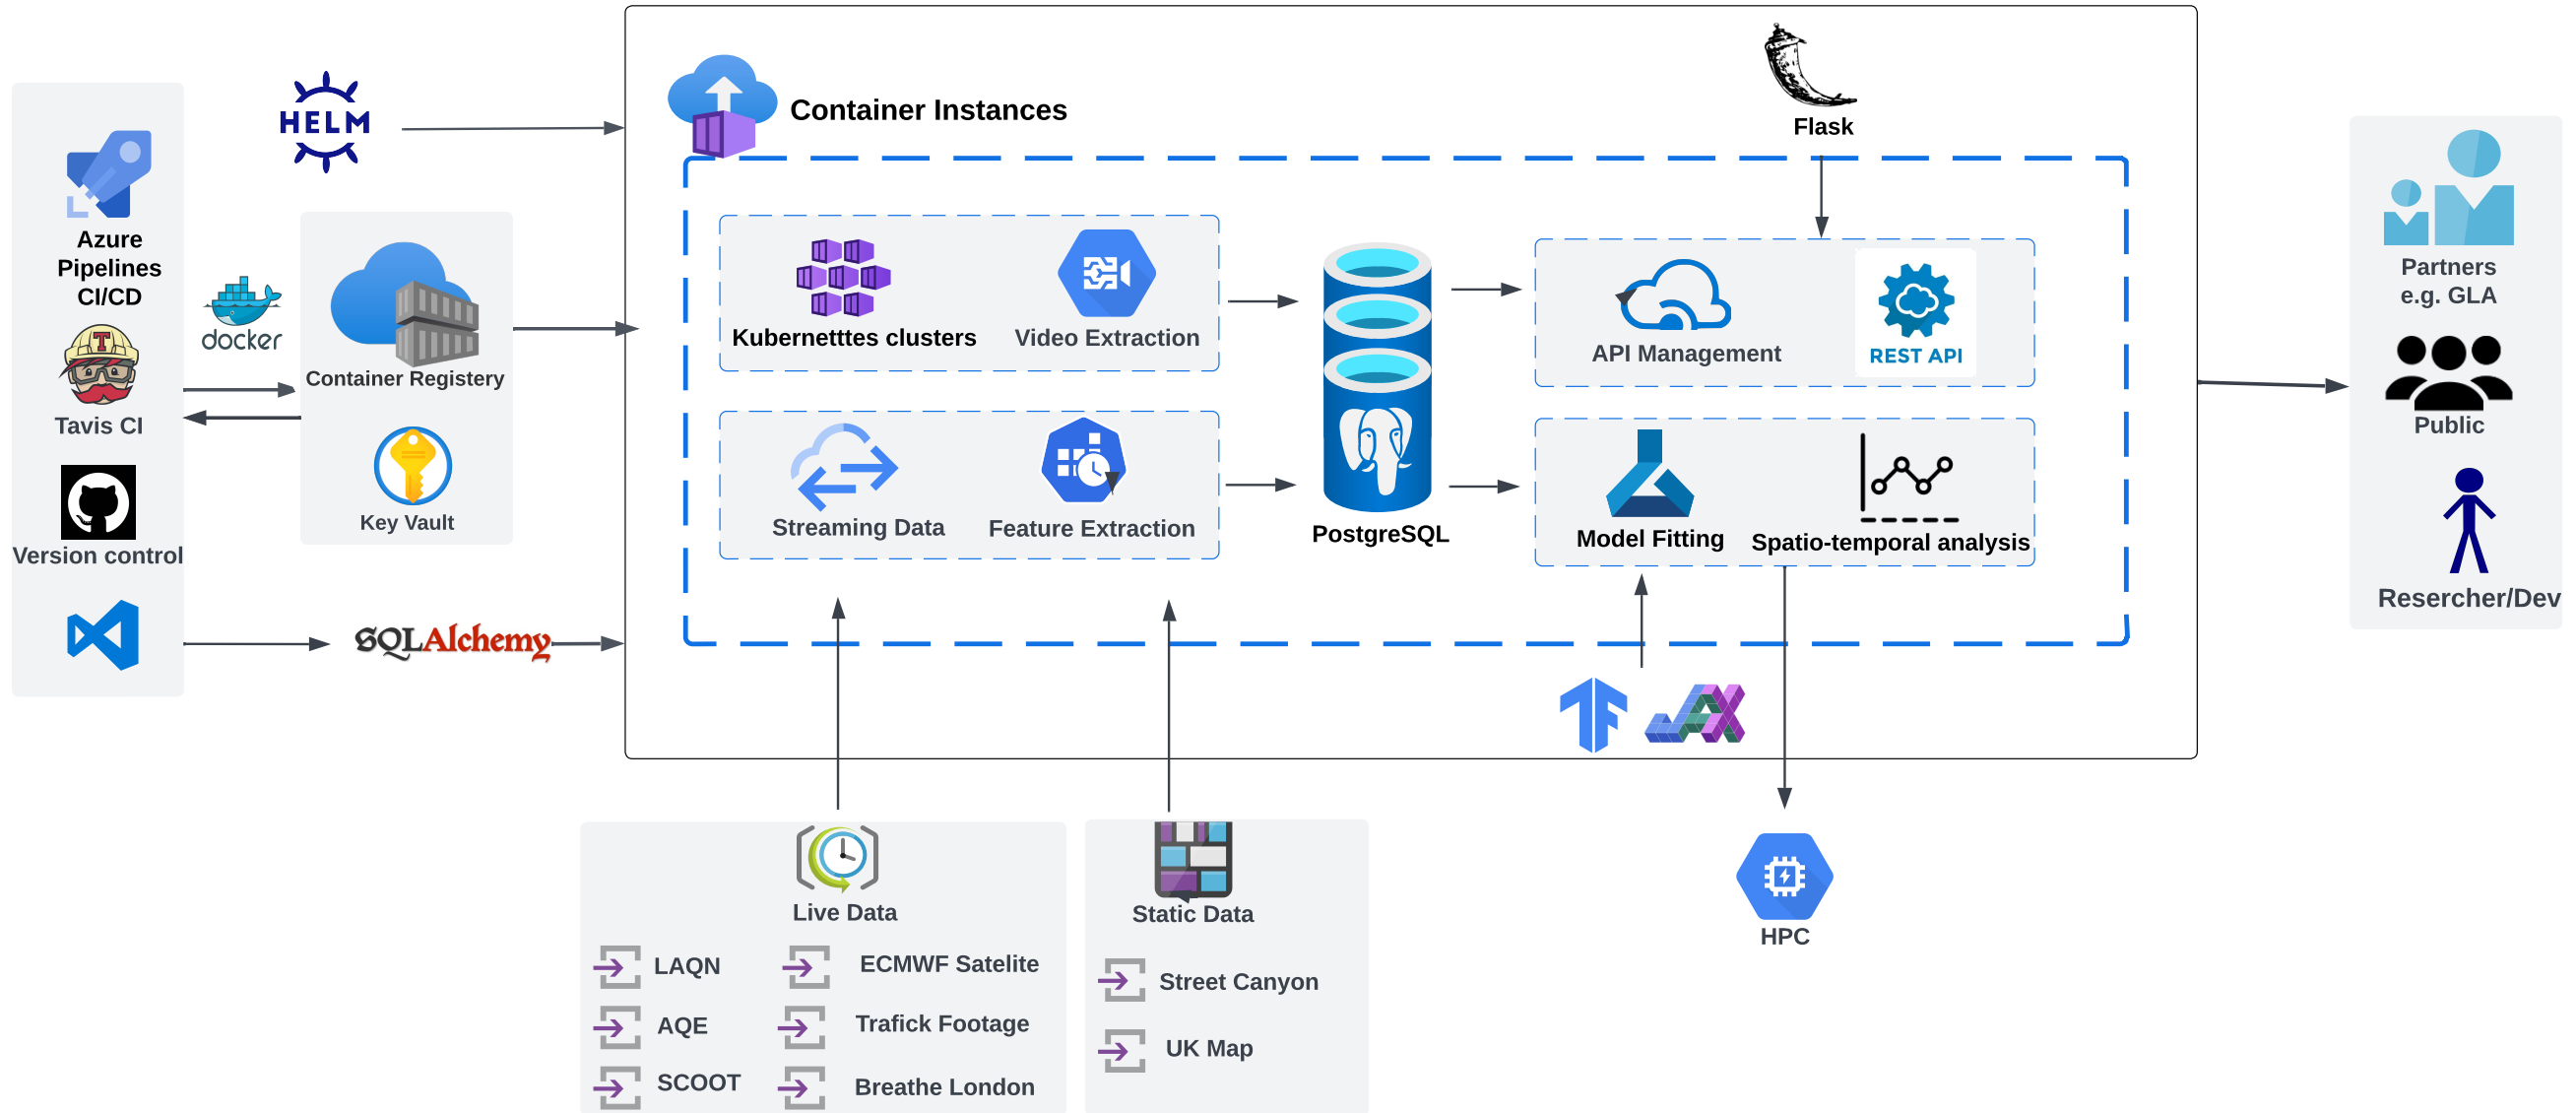 HELM
Azure
Pipelines
CI/CD
docker
Container Registery
Tavis CI
Key Vault
Version control
SQLAlchemy
Container Instances
Flask
Kubernetttes clusters
Video Extraction
API Management
REST API
Streaming Data
Feature Extraction
PostgreSQL
Model Fitting
Spatio-temporal analysis
JAX
Partners
e.g. GLA
Public
Resercher/Dev
Live Data
LAQN
ECMWF Satelite
AQE
Trafick Footage
SCOOT
Breathe London
Static Data
Street Canyon
UK Map
HPC